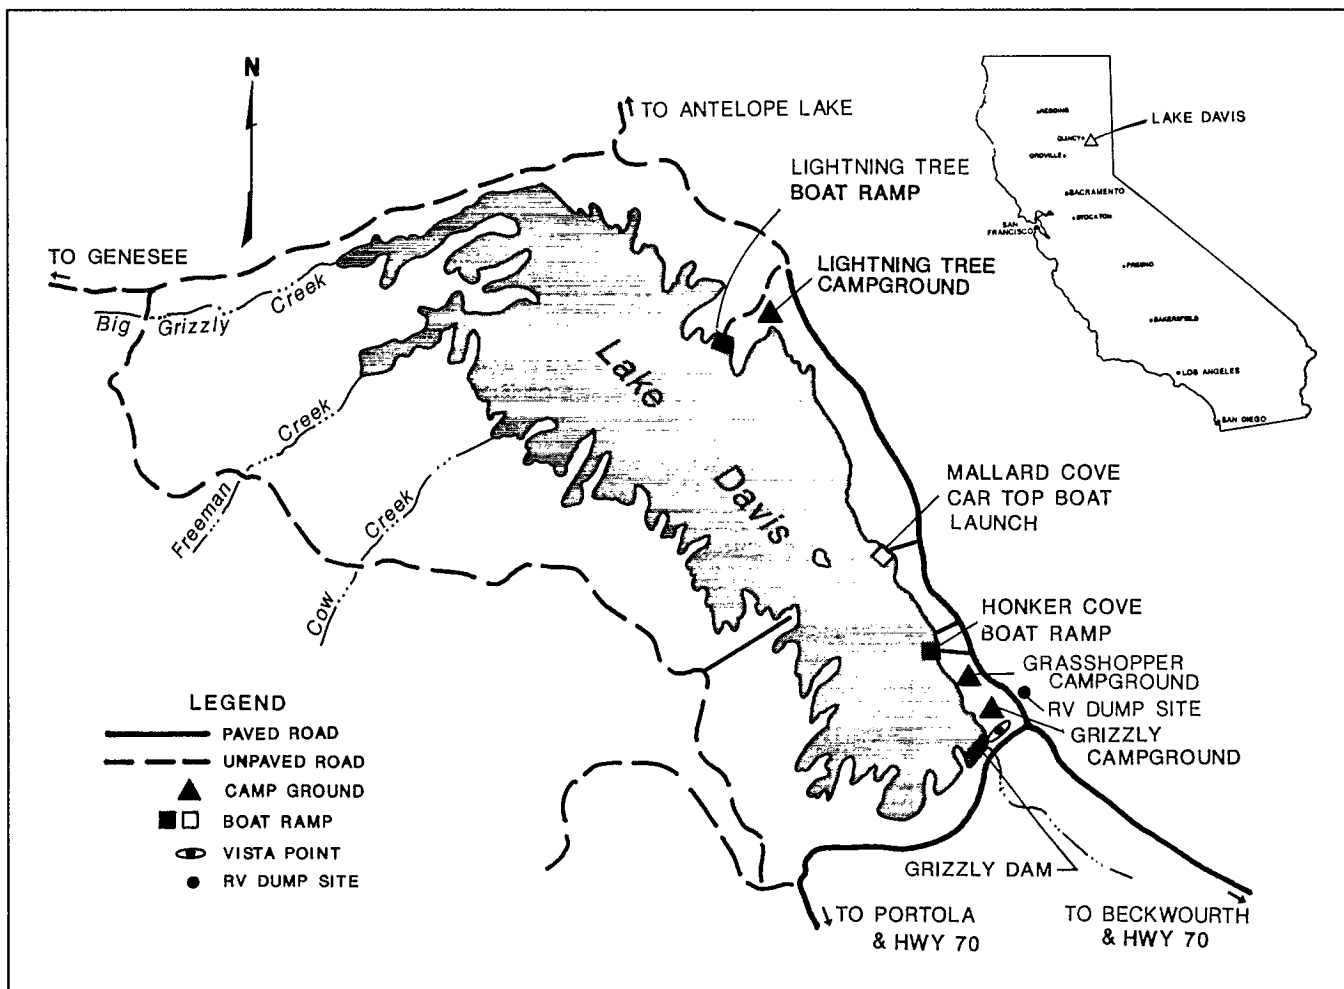 N
TO ANTELOPE LAKE
LIGHTNING TREE
BOAT RAMP
LIGHTNING TREE
CAMPGROUND
TO GENESEE
Big Grizzly Creek
Freeman Creek
Cow Creek
Lake
Davis
MALLARD COVE
CAR TOP BOAT
LAUNCH
HONKER COVE
BOAT RAMP
GRASSHOPPER
CAMPGROUND
RV DUMP SITE
GRIZZLY
CAMPGROUND
GRIZZLY DAM
TO PORTOLA
& HWY 70
TO BECKWOURTH
& HWY 70
LEGEND
PAVED ROAD
UNPAVED ROAD
CAMP GROUND
BOAT RAMP
VISTA POINT
RV DUMP SITE
REDDING
QUINCY
LAKE DAVIS
OROVILLE
SACRAMENTO
STOCKTON
SAN
FRANCISCO
FRESNO
BAKERSFIELD
LOS ANGELES
SAN DIEGO